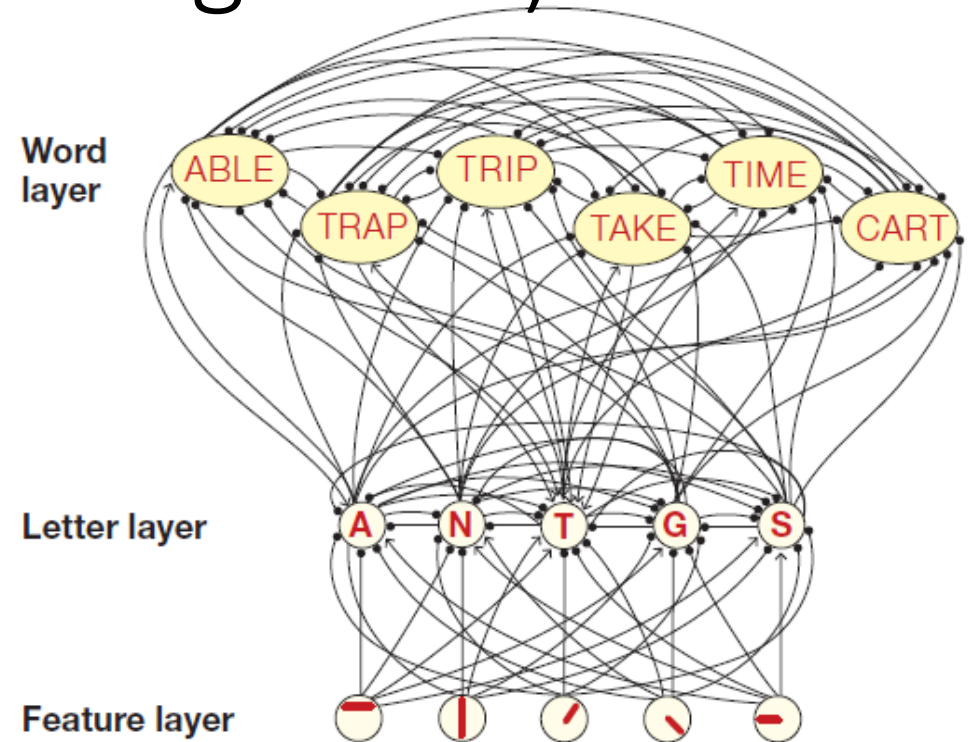 Word
layer
ABLE
TRIP
TIME
TRAP
TAKE
CART
Letter layer
A N T G S
Feature layer